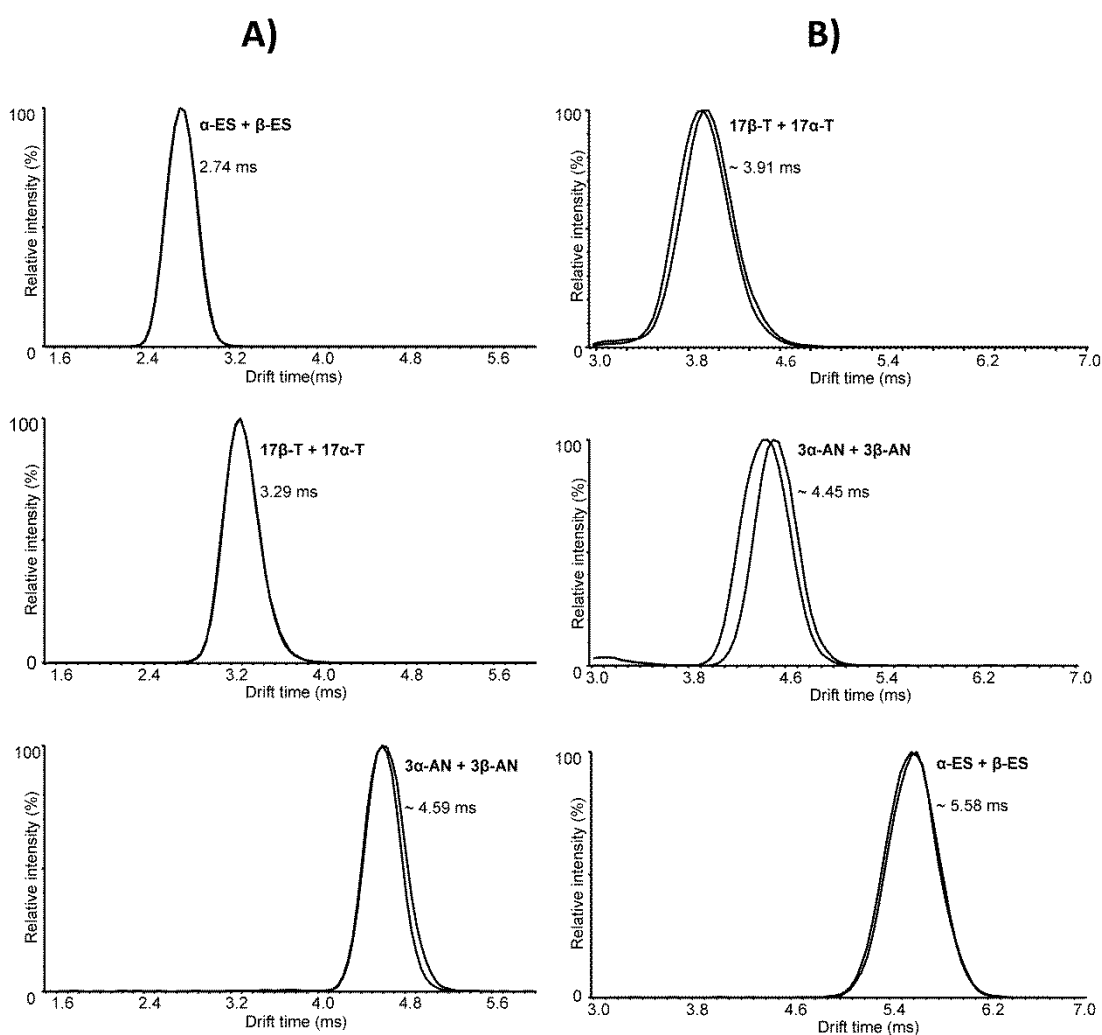 A)
B)
100
α-ES + β-ES
2.74 ms
Relative intensity (%)
0
1.6 2.4 3.2 4.0 4.8 5.6
Drift time(ms)
100
17β-T + 17α-T
~ 3.91 ms
Relative intensity (%)
0
3.0 3.8 4.6 5.4 6.2 7.0
Drift time (ms)
100
17β-T + 17α-T
3.29 ms
Relative intensity (%)
0
1.6 2.4 3.2 4.0 4.8 5.6
Drift time (ms)
100
3α-AN + 3β-AN
~ 4.45 ms
Relative intensity (%)
0
3.0 3.8 4.6 5.4 6.2 7.0
Drift time (ms)
100
3α-AN + 3β-AN
~ 4.59 ms
Relative intensity (%)
0
1.6 2.4 3.2 4.0 4.8 5.6
Drift time (ms)
100
α-ES + β-ES
~ 5.58 ms
Relative intensity (%)
0
3.0 3.8 4.6 5.4 6.2 7.0
Drift time (ms)